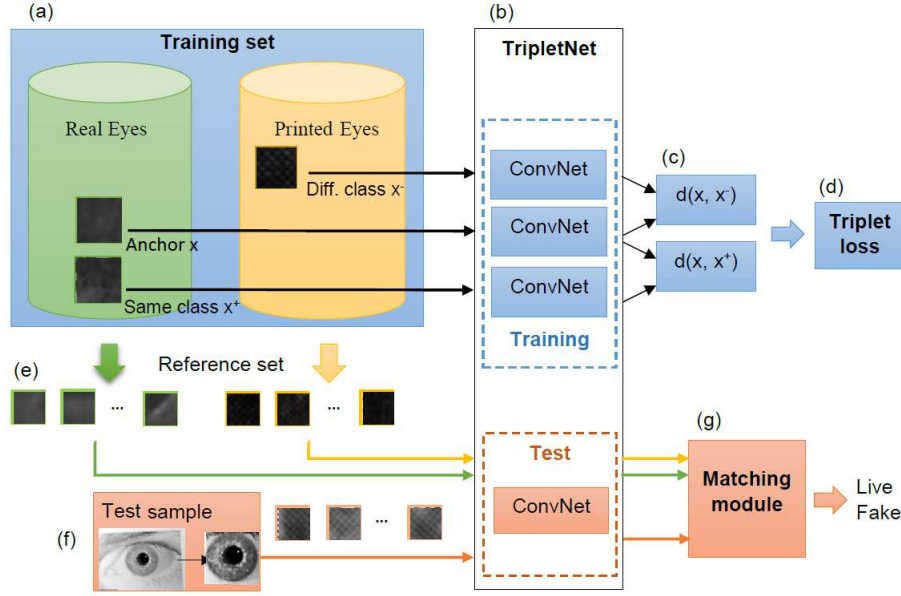 (a)
Training set
Real Eyes
Printed Eyes
Diff. class x-
Anchor x
Same class x+
(b)
TripletNet
ConvNet
ConvNet
ConvNet
Training
(c)
d(x, x-)
d(x, x+)
(d)
Triplet
loss
(e)
Reference set
...
...
(f)
Test sample
...
Test
ConvNet
(g)
Matching
module
Live
Fake